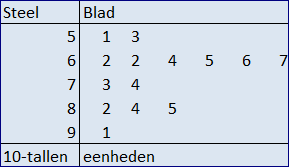 Steel Blad
5 1 3
6 2 2 4 5 6 7
7 3 4
8 2 4 5
9 1
10-tallen eenheden